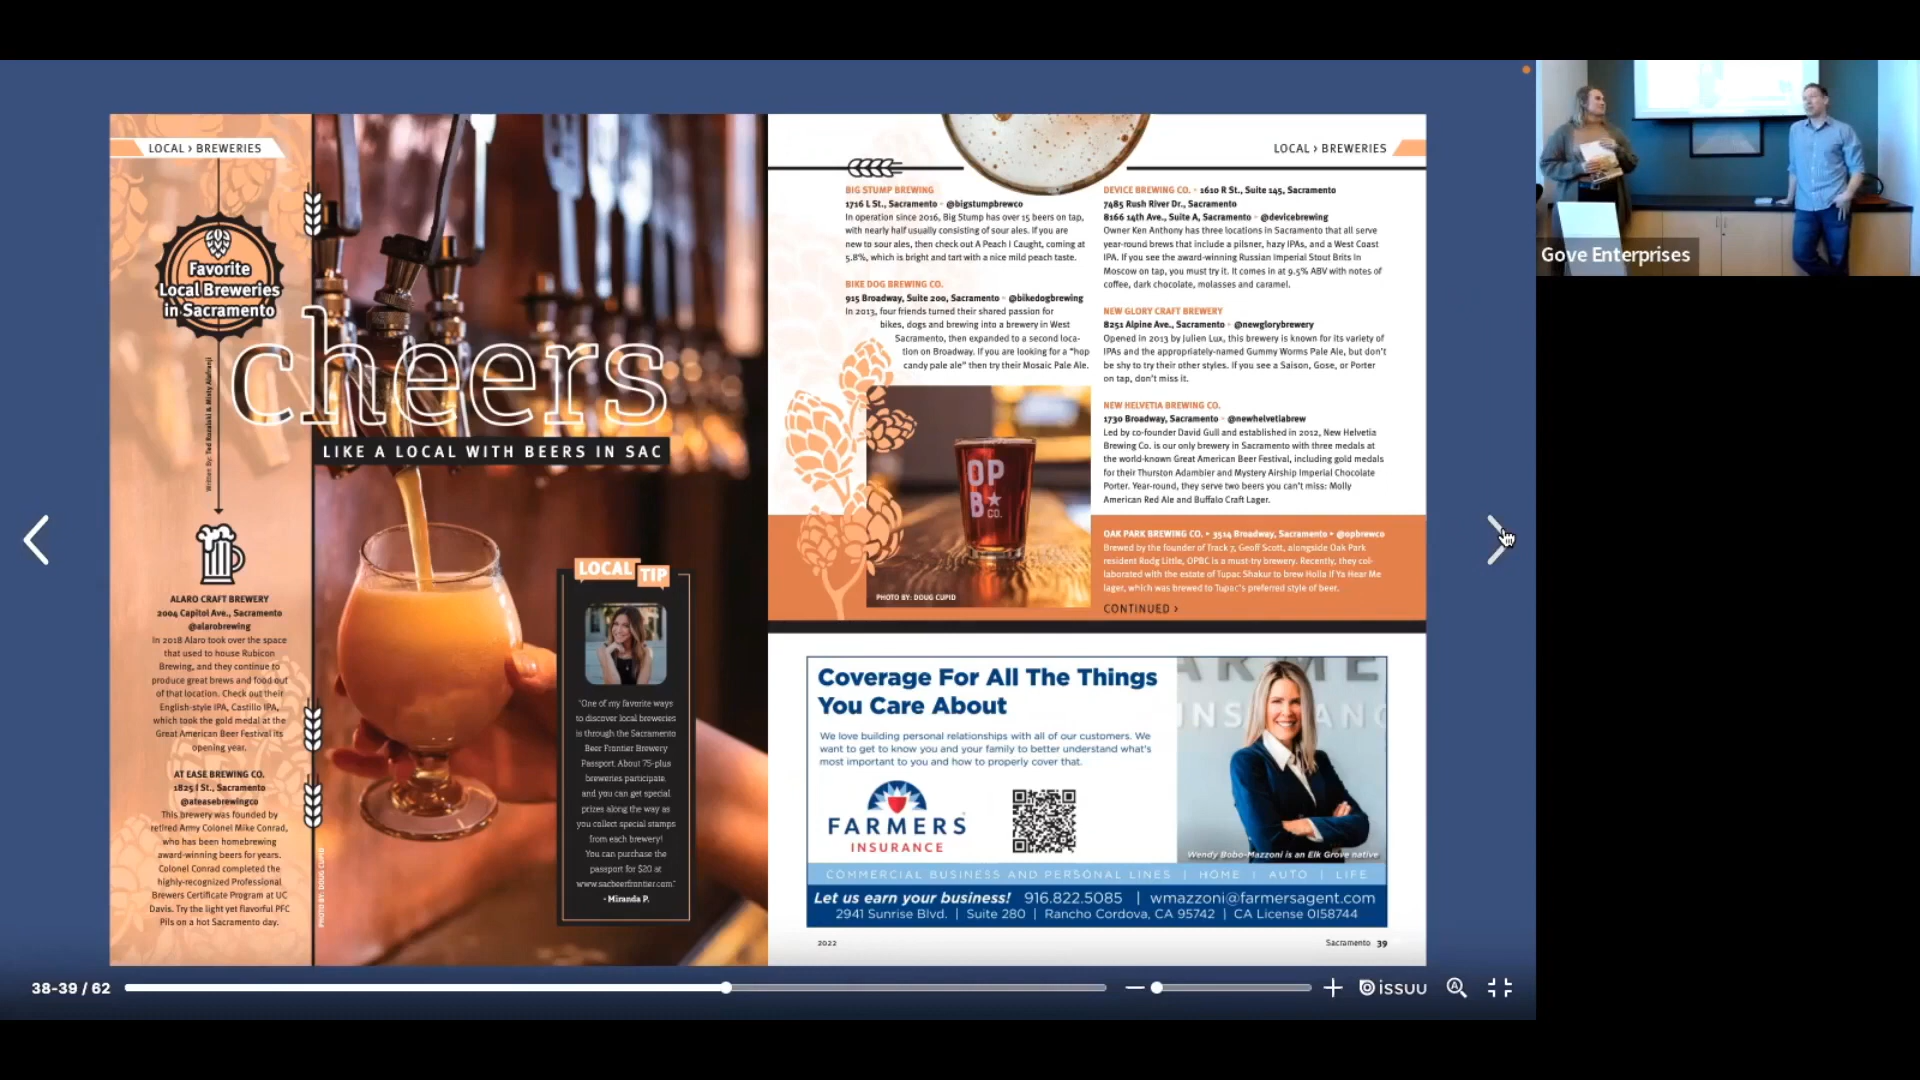 LOCAL > BREWERIES
Favorite
Local Breweries
in Sacramento
Written By: Ted Rozalski & Misty Alafranji
cheers
LIKE A LOCAL WITH BEERS IN SAC
ALARO CRAFT BREWERY
2004 Capitol Ave., Sacramento
@alarobrewing
In 2018 Alaro took over the space
that used to house Rubicon
Brewing, and they continue to
produce great brews and food out
of that location. Check out their
English-style IPA, Castillo IPA,
which took the gold medal at the
Great American Beer Festival its
opening year.
AT EASE BREWING CO.
1825 I St., Sacramento
@ateasebrewingco
This brewery was founded by
retired Army Colonel Mike Conrad,
who has been homebrewing
award-winning beers for years.
Colonel Conrad completed the
highly-recognized Professional
Brewers Certificate Program at UC
Davis. Try the light yet flavorful PFC
Pils on a hot Sacramento day.
PHOTO BY: DOUG CUPID
LOCAL TIP
"One of my favorite ways
to discover local breweries
is through the Sacramento
Beer Frontier Brewery
Passport. About 75-plus
breweries participate,
and you can get special
prizes along the way as
you collect special stamps
from each brewery!
You can purchase the
passport for $20 at
www.sacbeerfrontier.com."
- Miranda P.
LOCAL > BREWERIES
BIG STUMP BREWING
1716 L St., Sacramento • @bigstumpbrewco
In operation since 2016, Big Stump has over 15 beers on tap,
with nearly half usually consisting of sour ales. If you are
new to sour ales, then check out A Peach I Caught, coming at
5.8%, which is bright and tart with a nice mild peach taste.
BIKE DOG BREWING CO.
915 Broadway, Suite 200, Sacramento • @bikedogbrewing
In 2013, four friends turned their shared passion for
bikes, dogs and brewing into a brewery in West
Sacramento, then expanded to a second loca-
tion on Broadway. If you are looking for a "hop
candy pale ale" then try their Mosaic Pale Ale.
OP
B★
CO.
PHOTO BY: DOUG CUPID
DEVICE BREWING CO. • 1610 R St., Suite 145, Sacramento
7485 Rush River Dr., Sacramento
8166 14th Ave., Suite A, Sacramento • @devicebrewing
Owner Ken Anthony has three locations in Sacramento that all serve
year-round brews that include a pilsner, hazy IPAs, and a West Coast
IPA. If you see the award-winning Russian Imperial Stout Brits In
Moscow on tap, you must try it. It comes in at 9.5% ABV with notes of
coffee, dark chocolate, molasses and caramel.
NEW GLORY CRAFT BREWERY
8251 Alpine Ave., Sacramento • @newglorybrewery
Opened in 2013 by Julien Lux, this brewery is known for its variety of
IPAs and the appropriately-named Gummy Worms Pale Ale, but don't
be shy to try their other styles. If you see a Saison, Gose, or Porter
on tap, don't miss it.
NEW HELVETIA BREWING CO.
1730 Broadway, Sacramento • @newhelvetiabrew
Led by co-founder David Gull and established in 2012, New Helvetia
Brewing Co. is our only brewery in Sacramento with three medals at
the world-known Great American Beer Festival, including gold medals
for their Thurston Adambier and Mystery Airship Imperial Chocolate
Porter. Year-round, they serve two beers you can't miss: Molly
American Red Ale and Buffalo Craft Lager.
OAK PARK BREWING CO. • 3514 Broadway, Sacramento • @opbrewco
Brewed by the founder of Track 7, Geoff Scott, alongside Oak Park
resident Rodg Little, OPBC is a must-try brewery. Recently, they col-
laborated with the estate of Tupac Shakur to brew Holla If Ya Hear Me
lager, which was brewed to Tupac's preferred style of beer.
CONTINUED >
Coverage For All The Things
You Care About
We love building personal relationships with all of our customers. We
want to get to know you and your family to better understand what's
most important to you and how to properly cover that.
FARMERS
INSURANCE
Wendy Bobo-Mazzoni is an Elk Grove native
COMMERCIAL BUSINESS AND PERSONAL LINES | HOME | AUTO | LIFE
Let us earn your business! 916.822.5085 | wmazzoni@farmersagent.com
2941 Sunrise Blvd. | Suite 280 | Rancho Cordova, CA 95742 | CA License 0I58744
2022
Sacramento 39
38-39 / 62
issuu
Gove Enterprises